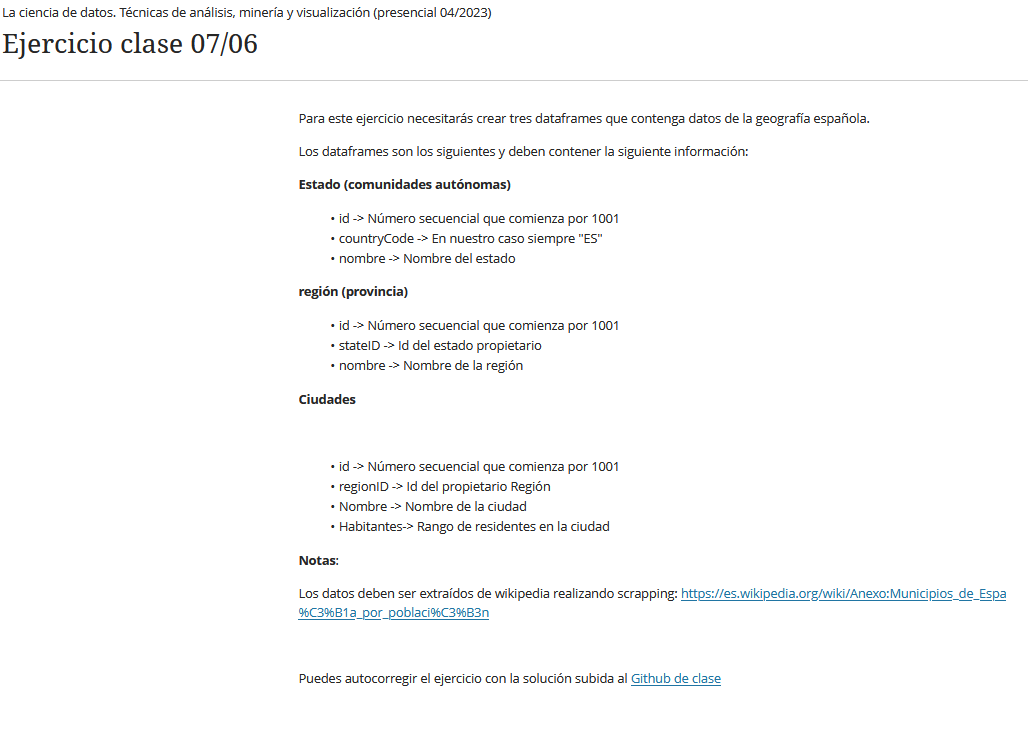 La ciencia de datos. Técnicas de análisis, minería y visualización (presencial 04/2023)
Ejercicio clase 07/06
Para este ejercicio necesitarás crear tres dataframes que contenga datos de la geografía española.
Los dataframes son los siguientes y deben contener la siguiente información:
Estado (comunidades autónomas)
• id -> Número secuencial que comienza por 1001
• countryCode -> En nuestro caso siempre "ES"
• nombre -> Nombre del estado
región (provincia)
• id -> Número secuencial que comienza por 1001
• stateID -> Id del estado propietario
• nombre -> Nombre de la región
Ciudades
• id -> Número secuencial que comienza por 1001
• regionID -> Id del propietario Región
• Nombre -> Nombre de la ciudad
• Habitantes-> Rango de residentes en la ciudad
Notas:
Los datos deben ser extraídos de wikipedia realizando scrapping: https://es.wikipedia.org/wiki/Anexo:Municipios_de_Espa
%C3%B1a_por_poblaci%C3%B3n
Puedes autocorregir el ejercicio con la solución subida al Github de clase